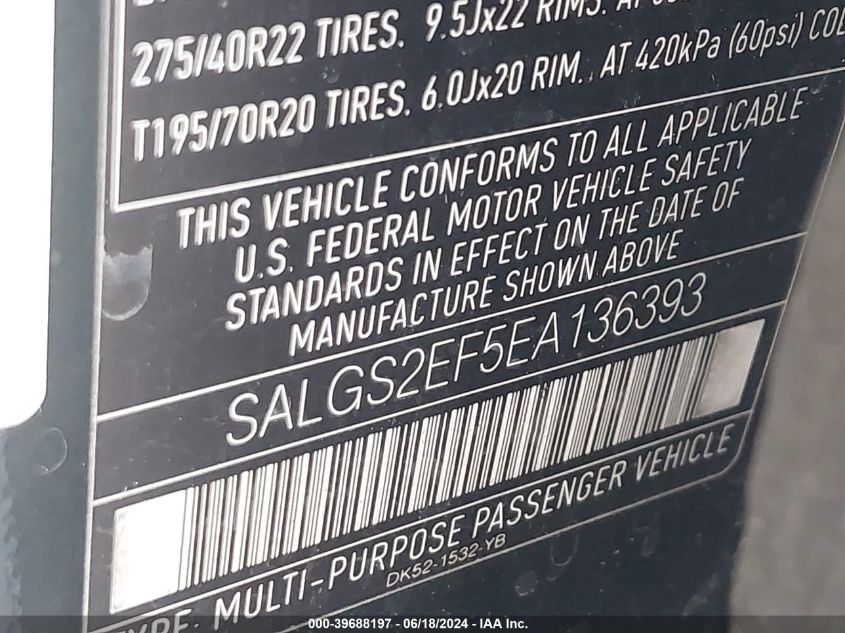 275/40R22 TIRES. 9.5Jx22 RIMS.
T195/70R20 TIRES. 6.0Jx20 RIM., AT 420kPa (60psi)
THIS VEHICLE CONFORMS TO ALL APPLICABLE
U.S. FEDERAL MOTOR VEHICLE SAFETY
STANDARDS IN EFFECT ON THE DATE OF
MANUFACTURE SHOWN ABOVE
SALGS2EF5EA136393
TYPE: MULTI-PURPOSE PASSENGER VEHICLE
DK52-1532-YB
000-39688197 - 06/18/2024 - IAA Inc.